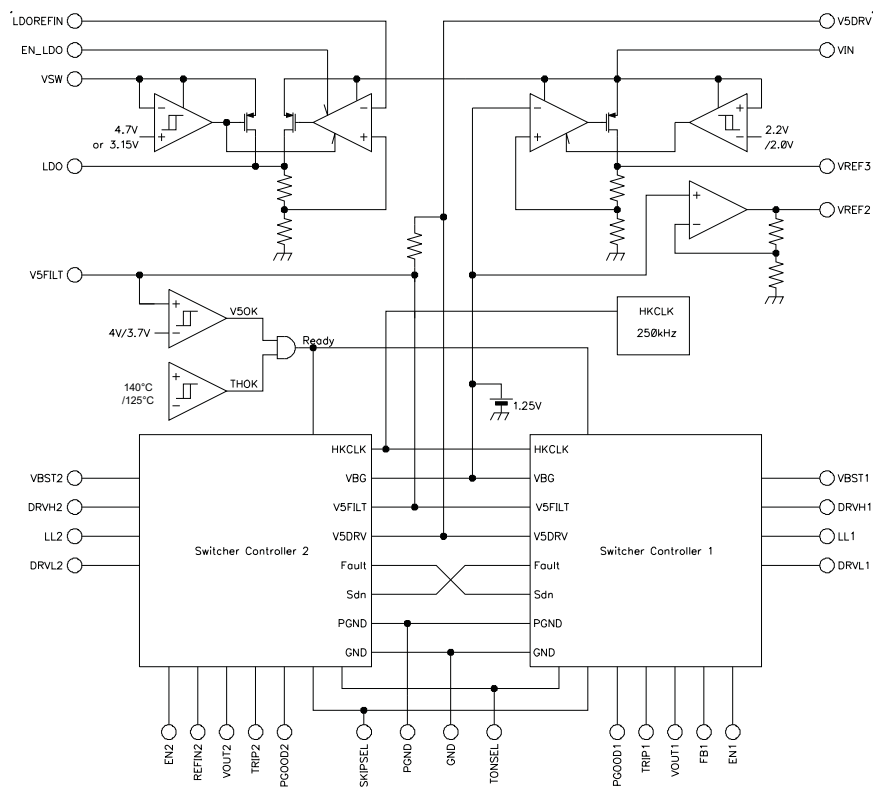 LDOREFIN
V5DRV
EN_LDO
VIN
VSW
4.7V
or 3.15V
2.2V
/2.0V
LDO
VREF3
VREF2
V5FILT
V5OK
4V/3.7V
Ready
HKCLK
250kHz
THOK
140°C
/125°C
1.25V
HKCLK
HKCLK
VBST2
VBG
VBG
VBST1
DRVH2
V5FILT
V5FILT
DRVH1
LL2
Switcher Controller 2
V5DRV
V5DRV
Switcher Controller 1
LL1
DRVL2
Fault
Fault
DRVL1
Sdn
Sdn
PGND
PGND
GND
GND
EN2
REFIN2
VOUT2
TRIP2
PGOOD2
SKIPSEL
PGND
GND
TONSEL
PGOOD1
TRIP1
VOUT1
FB1
EN1